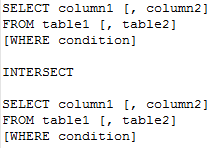 SELECT column1 [, column2]
FROM table1 [, table2]
[WHERE condition]
INTERSECT
SELECT column1 [, column2]
FROM table1 [, table2]
[WHERE condition]